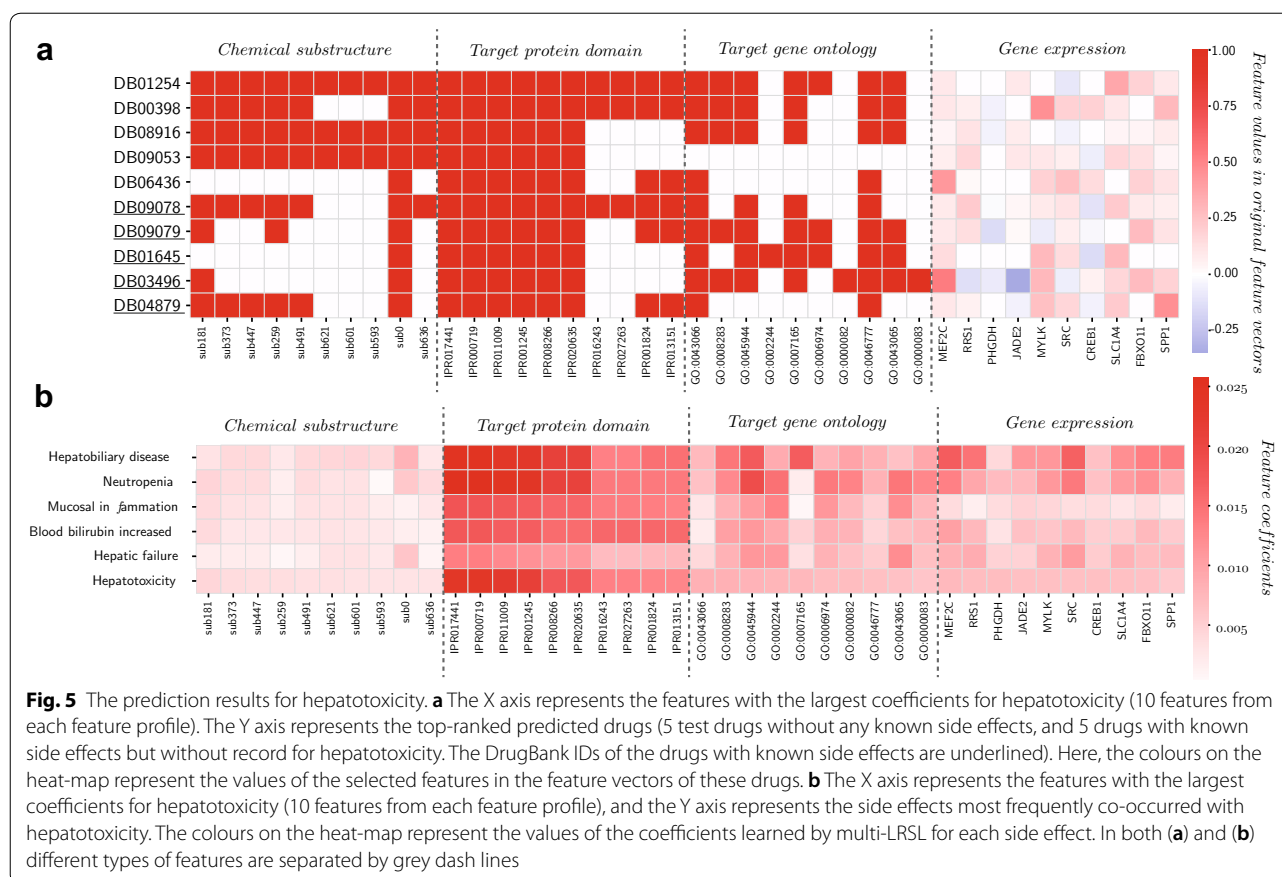 a
Chemical substructure
Target protein domain
Target gene ontology
Gene expression
DB01254
DB00398
DB08916
DB09053
DB06436
DB09078
DB09079
DB01645
DB03496
DB04879
sub181
sub373
sub447
sub259
sub491
sub621
sub601
sub593
sub0
sub636
IPR017441
IPR000719
IPR011009
IPR001245
IPR008266
IPR020635
IPR016243
IPR027263
IPR001824
IPR013151
GO:0043066
GO:0008283
GO:0045944
GO:0002244
GO:0007165
GO:0006974
GO:0000082
GO:0046777
GO:0043065
GO:0000083
MEF2C
RRS1
PHGDH
JADE2
MYLK
SRC
CREB1
SLC1A4
FBXO11
SPP1
1.00
0.75
0.50
0.25
0.00
-0.25
Feature values in original feature vectors
b
Chemical substructure
Target protein domain
Target gene ontology
Gene expression
Hepatobiliary disease
Neutropenia
Mucosal in fammation
Blood bilirubin increased
Hepatic failure
Hepatotoxicity
sub181
sub373
sub447
sub259
sub491
sub621
sub601
sub593
sub0
sub636
IPR017441
IPR000719
IPR011009
IPR001245
IPR008266
IPR020635
IPR016243
IPR027263
IPR001824
IPR013151
GO:0043066
GO:0008283
GO:0045944
GO:0002244
GO:0007165
GO:0006974
GO:0000082
GO:0046777
GO:0043065
GO:0000083
MEF2C
RRS1
PHGDH
JADE2
MYLK
SRC
CREB1
SLC1A4
FBXO11
SPP1
0.025
0.020
0.015
0.010
0.005
Feature coefficients
Fig. 5 The prediction results for hepatotoxicity. a The X axis represents the features with the largest coefficients for hepatotoxicity (10 features from
each feature profile). The Y axis represents the top-ranked predicted drugs (5 test drugs without any known side effects, and 5 drugs with known
side effects but without record for hepatotoxicity. The DrugBank IDs of the drugs with known side effects are underlined). Here, the colours on the
heat-map represent the values of the selected features in the feature vectors of these drugs. b The X axis represents the features with the largest
coefficients for hepatotoxicity (10 features from each feature profile), and the Y axis represents the side effects most frequently co-occurred with
hepatotoxicity. The colours on the heat-map represent the values of the coefficients learned by multi-LRSL for each side effect. In both (a) and (b)
different types of features are separated by grey dash lines